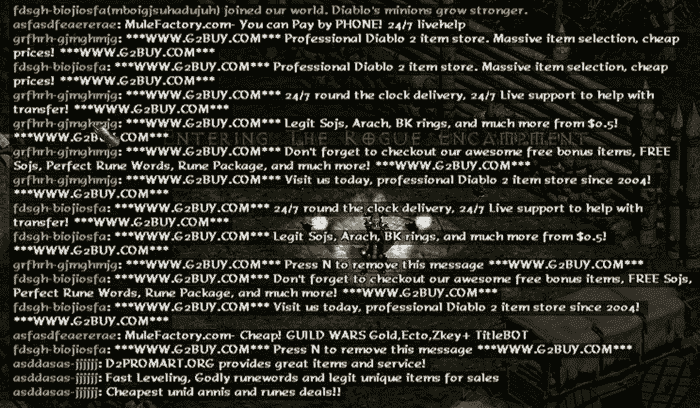 fdsgh-biojiosfa(mboigjsuhadujuh) joined our world. Diablo's minions grow stronger.
asfasdfeaererae: MuleFactory.com- You can Pay by PHONE! 24/7 livehelp
grfhrh-gjmghmjg: ***WWW.G2BUY.COM*** Professional Diablo 2 item store. Massive item selection, cheap
prices! ***WWW.G2BUY.COM***
fdsgh-biojiosfa: ***WWW.G2BUY.COM*** Professional Diablo 2 item store. Massive item selection, cheap
prices! ***WWW.G2BUY.COM***
grfhrh-gjmghmjg: ***WWW.G2BUY.COM*** 24/7 round the clock delivery, 24/7 Live support to help with
transfer! ***WWW.G2BUY.COM***
grfhrh-gjmghmjg: ***WWW.G2BUY.COM*** Legit Sojs, Arach, BK rings, and much more from $0.5!
***WWW.G2BUY.COM***
ENTERING THE ROGUE ENCAMPMENT
grfhrh-gjmghmjg: ***WWW.G2BUY.COM*** Don't forget to checkout our awesome free bonus items, FREE
Sojs, Perfect Rune Words, Rune Package, and much more! ***WWW.G2BUY.COM***
grfhrh-gjmghmjg: ***WWW.G2BUY.COM*** Visit us today, professional Diablo 2 item store since 2004!
***WWW.G2BUY.COM***
fdsgh-biojiosfa: ***WWW.G2BUY.COM*** 24/7 round the clock delivery, 24/7 Live support to help with
transfer! ***WWW.G2BUY.COM***
fdsgh-biojiosfa: ***WWW.G2BUY.COM*** Legit Sojs, Arach, BK rings, and much more from $0.5!
***WWW.G2BUY.COM***
grfhrh-gjmghmjg: ***WWW.G2BUY.COM*** Press N to remove this message ***WWW.G2BUY.COM***
fdsgh-biojiosfa: ***WWW.G2BUY.COM*** Don't forget to checkout our awesome free bonus items, FREE Sojs,
Perfect Rune Words, Rune Package, and much more! ***WWW.G2BUY.COM***
fdsgh-biojiosfa: ***WWW.G2BUY.COM*** Visit us today, professional Diablo 2 item store since 2004!
***WWW.G2BUY.COM***
asfasdfeaererae: MuleFactory.com- Cheap! GUILD WARS Gold,Ecto,Zkey+ TitleBOT
fdsgh-biojiosfa: ***WWW.G2BUY.COM*** Press N to remove this message ***WWW.G2BUY.COM***
asddasas-jjjjjj: D2PROMART.ORG provides great items and service!
asddasas-jjjjjj: Fast Leveling, Godly runewords and legit unique items for sales
asddasas-jjjjjj: Cheapest unid annis and runes deals!!